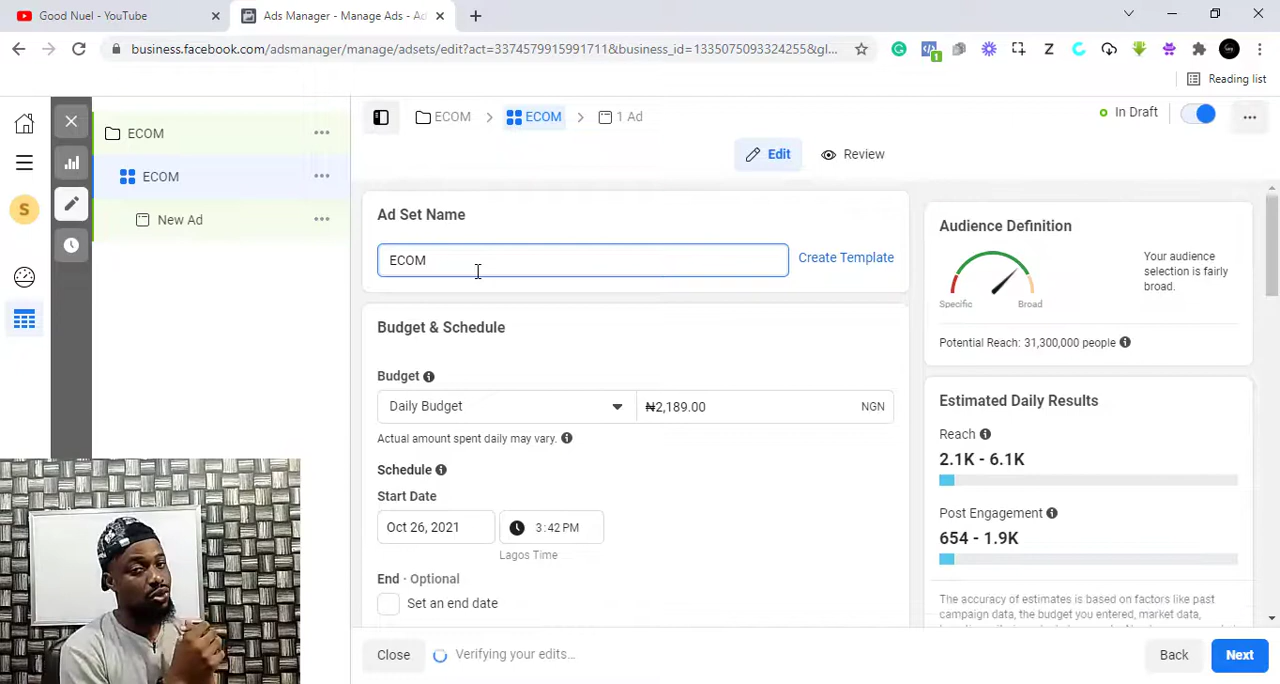 Good Nuel - YouTube
Ads Manager - Manage Ads - Ad
business.facebook.com/adsmanager/manage/adsets/edit?act=3374579915991711&business_id=133507509332425​5&gl...
1
Reading list
ECOM
ECOM
1 Ad
In Draft
ECOM
Edit
Review
ECOM
S
New Ad
Ad Set Name
ECOM
Create Template
Audience Definition
Your audience
selection is fairly
broad.
Specific
Broad
Potential Reach: 31,300,000 people
Budget & Schedule
Budget
Daily Budget
₦2,189.00
NGN
Actual amount spent daily may vary.
Schedule
Start Date
Oct 26, 2021
3:42 PM
Lagos Time
End · Optional
Set an end date
Estimated Daily Results
Reach
2.1K - 6.1K
Post Engagement
654 - 1.9K
The accuracy of estimates is based on factors like past
campaign data, the budget you entered, market data,
Close
Verifying your edits...
Back
Next